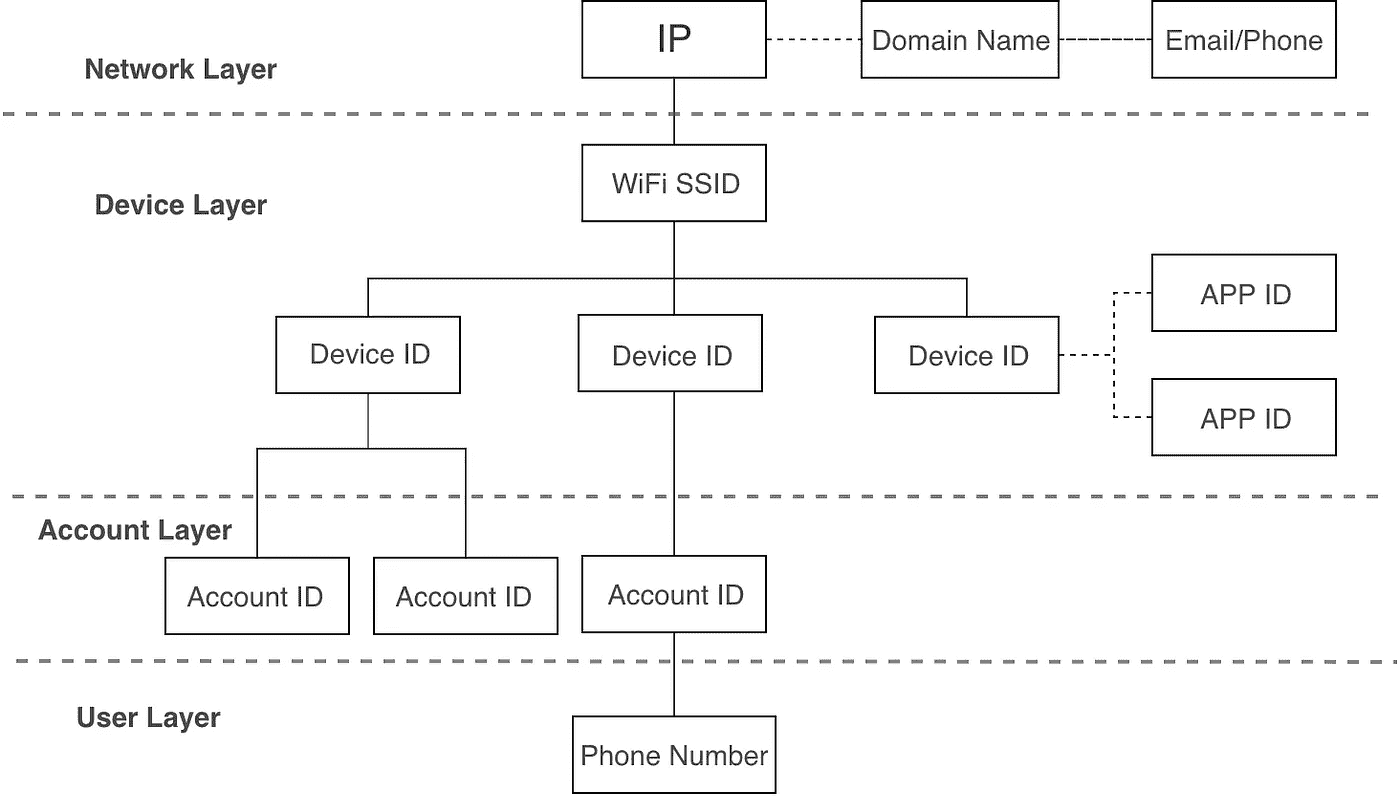 IP
Domain Name
Email/Phone
Network Layer
WiFi SSID
Device Layer
APP ID
Device ID
Device ID
Device ID
APP ID
Account Layer
Account ID
Account ID
Account ID
User Layer
Phone Number